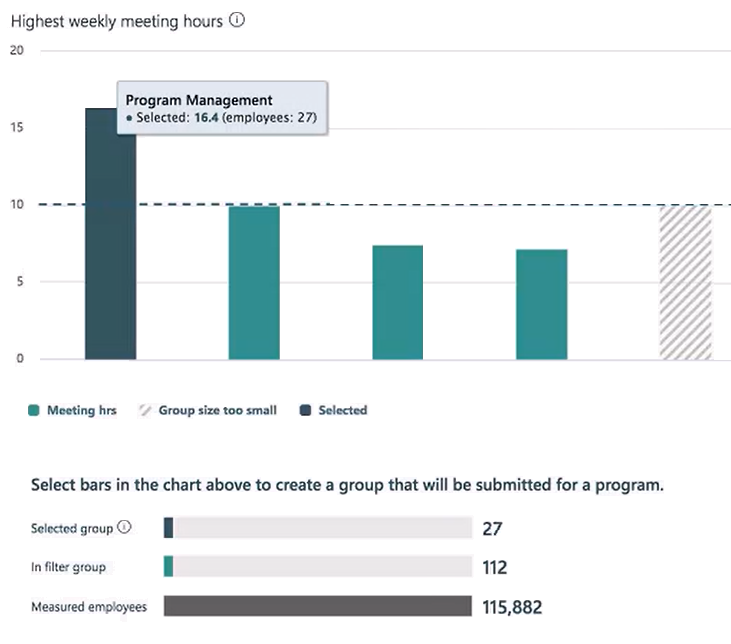 Highest weekly meeting hours ⓘ
20
Program Management
• Selected: 16.4 (employees: 27)
15
10
5
0
Meeting hrs Group size too small Selected
Select bars in the chart above to create a group that will be submitted for a program.
Selected group ⓘ 27
In filter group 112
Measured employees 115,882